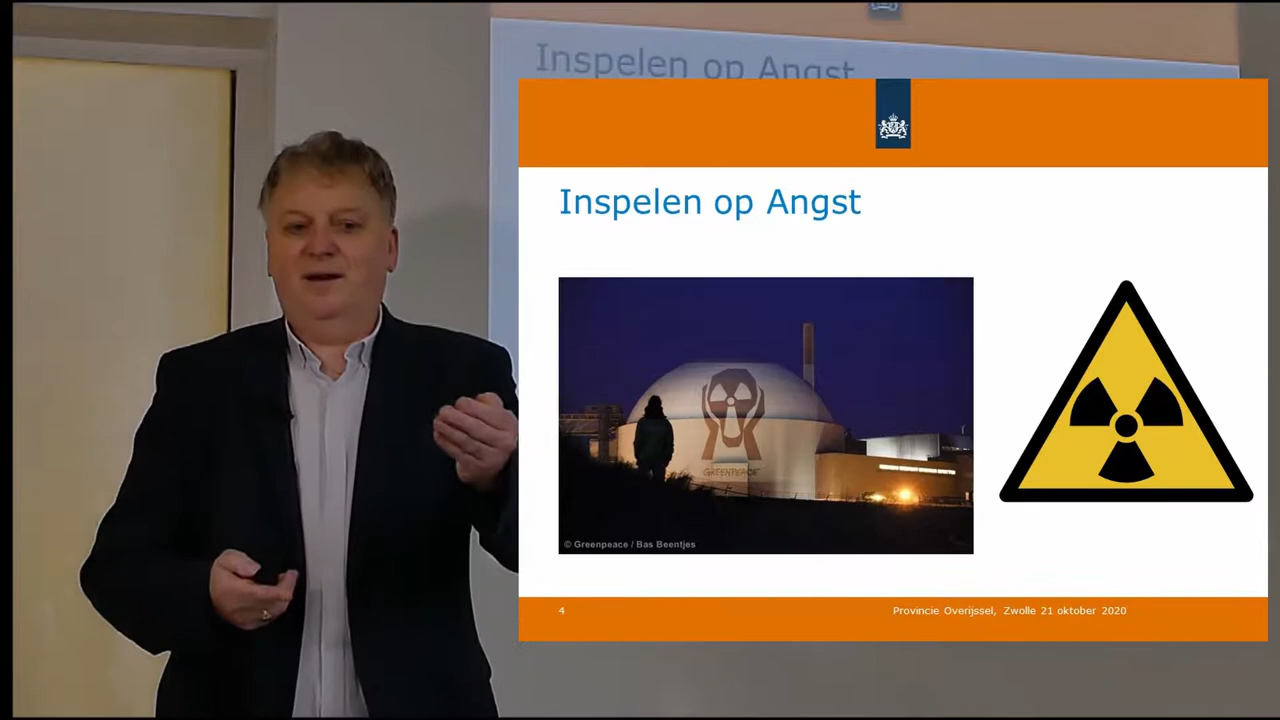 Inspelen op Angst
Inspelen op Angst
GREENPEACE
© Greenpeace / Bas Beentjes
4
Provincie Overijssel, Zwolle 21 oktober 2020